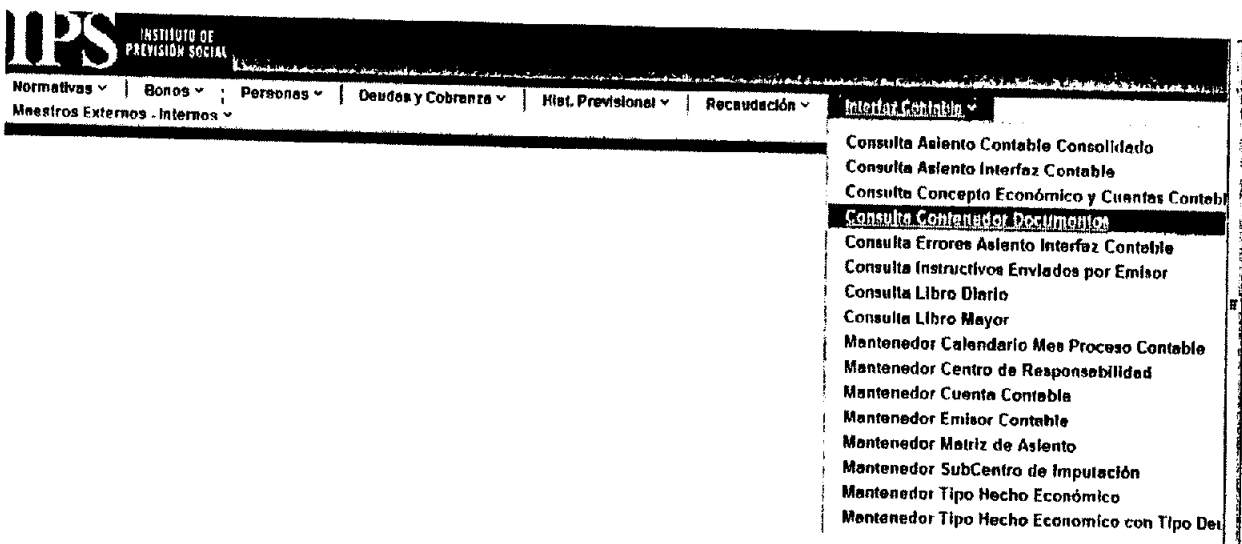 IPS INSTITUTO DE
PREVISIÓN SOCIAL
Normativas | Bonos | Personas | Deudas y Cobranza | Hist. Previsional | Recaudación | Interfaz Contable
Maestros Externos - Internos
Consulta Asiento Contable Consolidado
Consulta Asiento Interfaz Contable
Consulta Concepto Económico y Cuentas Contabl
Consulta Contenedor Documentos
Consulta Errores Asiento Interfaz Contable
Consulta Instructivos Enviados por Emisor
Consulta Libro Diario
Consulta Libro Mayor
Mantenedor Calendario Mes Proceso Contable
Mantenedor Centro de Responsabilidad
Mantenedor Cuenta Contable
Mantenedor Emisor Contable
Mantenedor Matriz de Asiento
Mantenedor SubCentro de Imputación
Mantenedor Tipo Hecho Económico
Mantenedor Tipo Hecho Economico con Tipo Deu